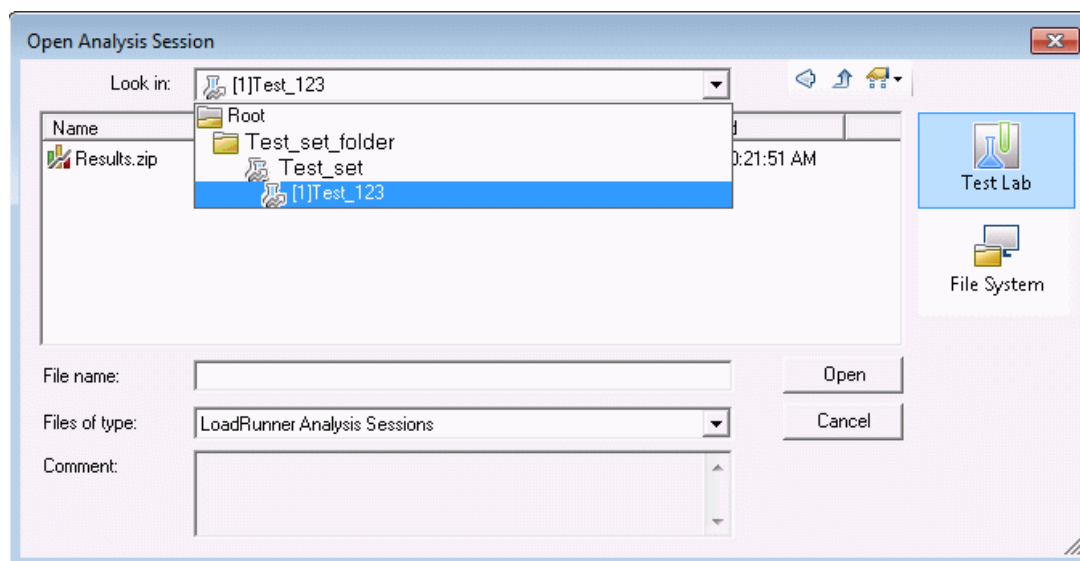 Open Analysis Session
Look in: [1]Test_123
Root
Name
Test_set_folder
Results.zip
Test_set
0:21:51 AM
[1]Test_123
Test Lab
File System
File name:
Open
Files of type: LoadRunner Analysis Sessions
Cancel
Comment: